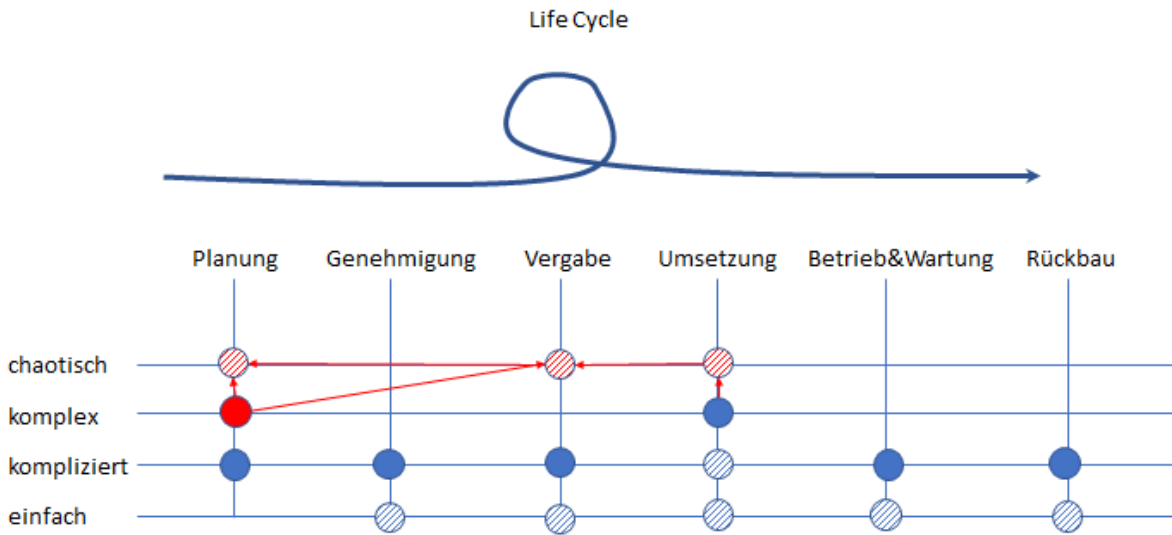 Life Cycle
Planung Genehmigung Vergabe Umsetzung Betrieb&Wartung Rückbau
chaotisch
komplex
kompliziert
einfach